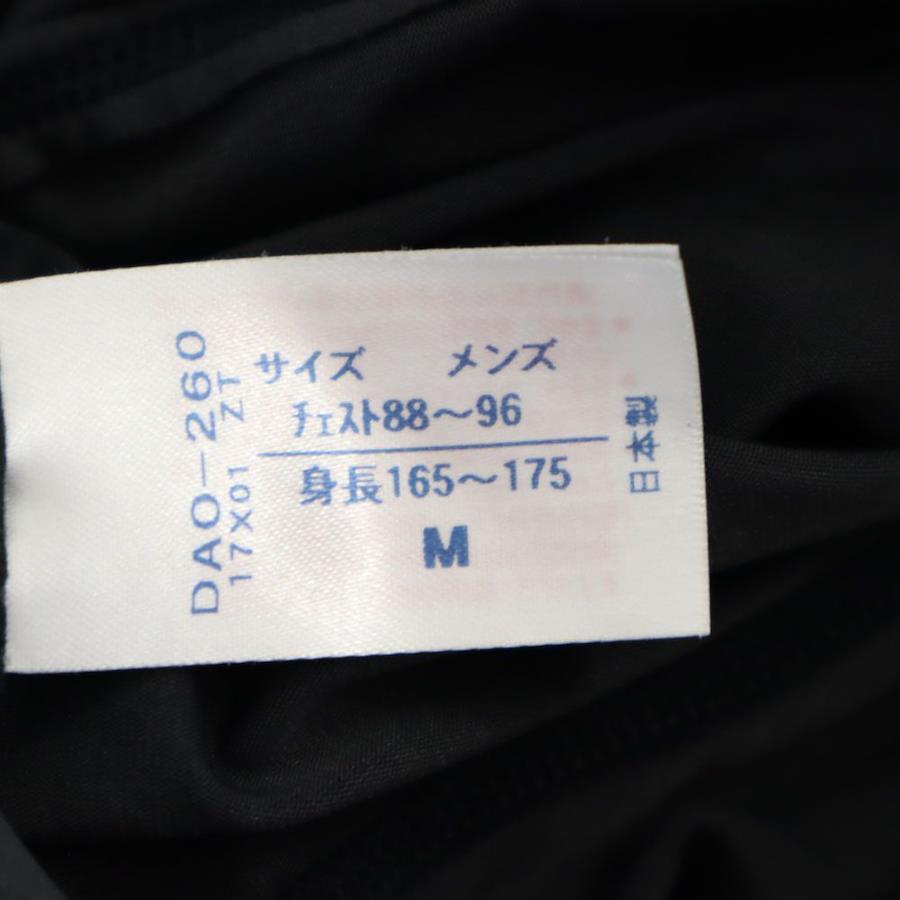 サイズ メンズ
チェスト88〜96
身長165〜175
M
日本製
DAO-260
17X01 ZT